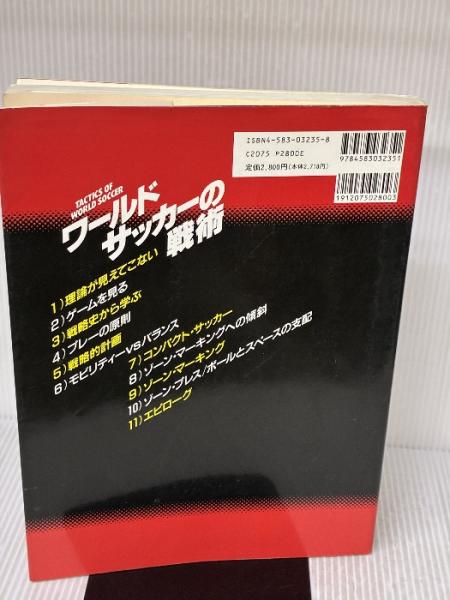 ISBN4-583-03235-8
C2075 P2800E
定価2,800円(本体2,718円)
9784583032351
1912075028003
TACTICS OF
WORLD SOCCER
ワールド
サッカーの
戦術
1)理論が見えてこない
2)ゲームを見る
3)戦略史から学ぶ
4)プレーの原則
5)戦略的計画
6)モビリティーvsバランス
7)コンパクト・サッカー
8)ゾーン・マーキングへの傾斜
9)ゾーン・マーキング
10)ゾーン・プレス/ボールとスペースの支配
11)エピローグ